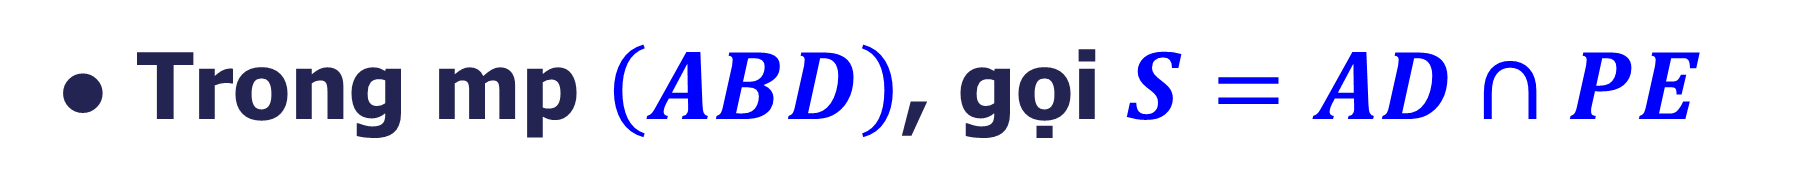 • Trong mp (ABD), gọi S = AD ∩ PE